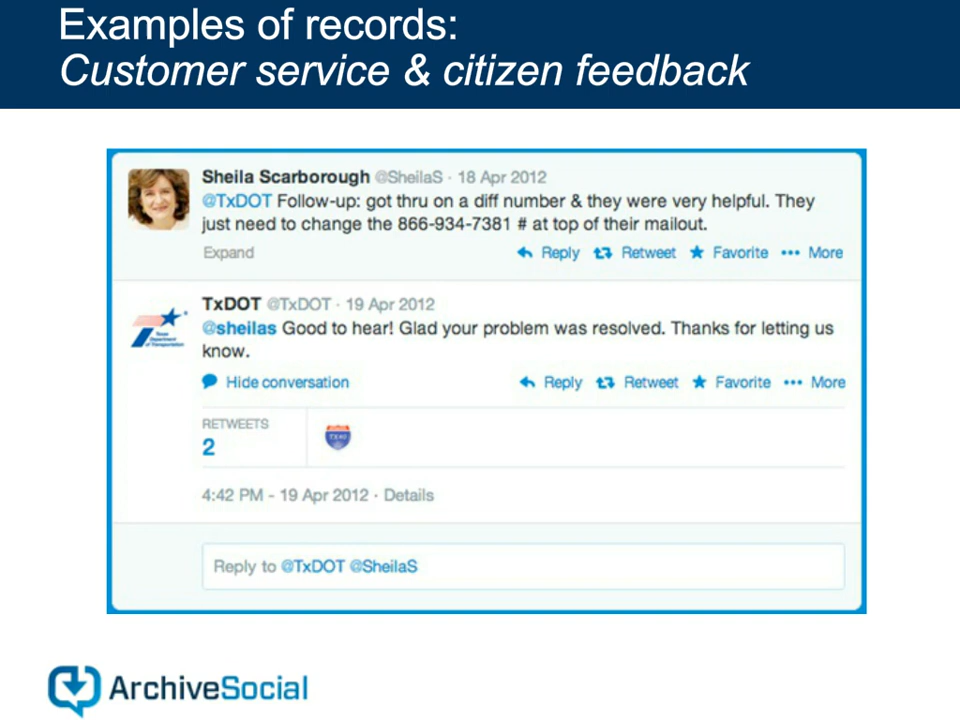 Examples of records:
Customer service & citizen feedback
Sheila Scarborough @SheilaS · 18 Apr 2012
@TxDOT Follow-up: got thru on a diff number & they were very helpful. They
just need to change the 866-934-7381 # at top of their mailout.
Expand Reply Retweet Favorite More
TxDOT @TxDOT · 19 Apr 2012
@sheilas Good to hear! Glad your problem was resolved. Thanks for letting us
know.
Texas
Department
of Transportation
Hide conversation Reply Retweet Favorite More
RETWEETS
2
4:42 PM - 19 Apr 2012 · Details
Reply to @TxDOT @SheilaS
ArchiveSocial